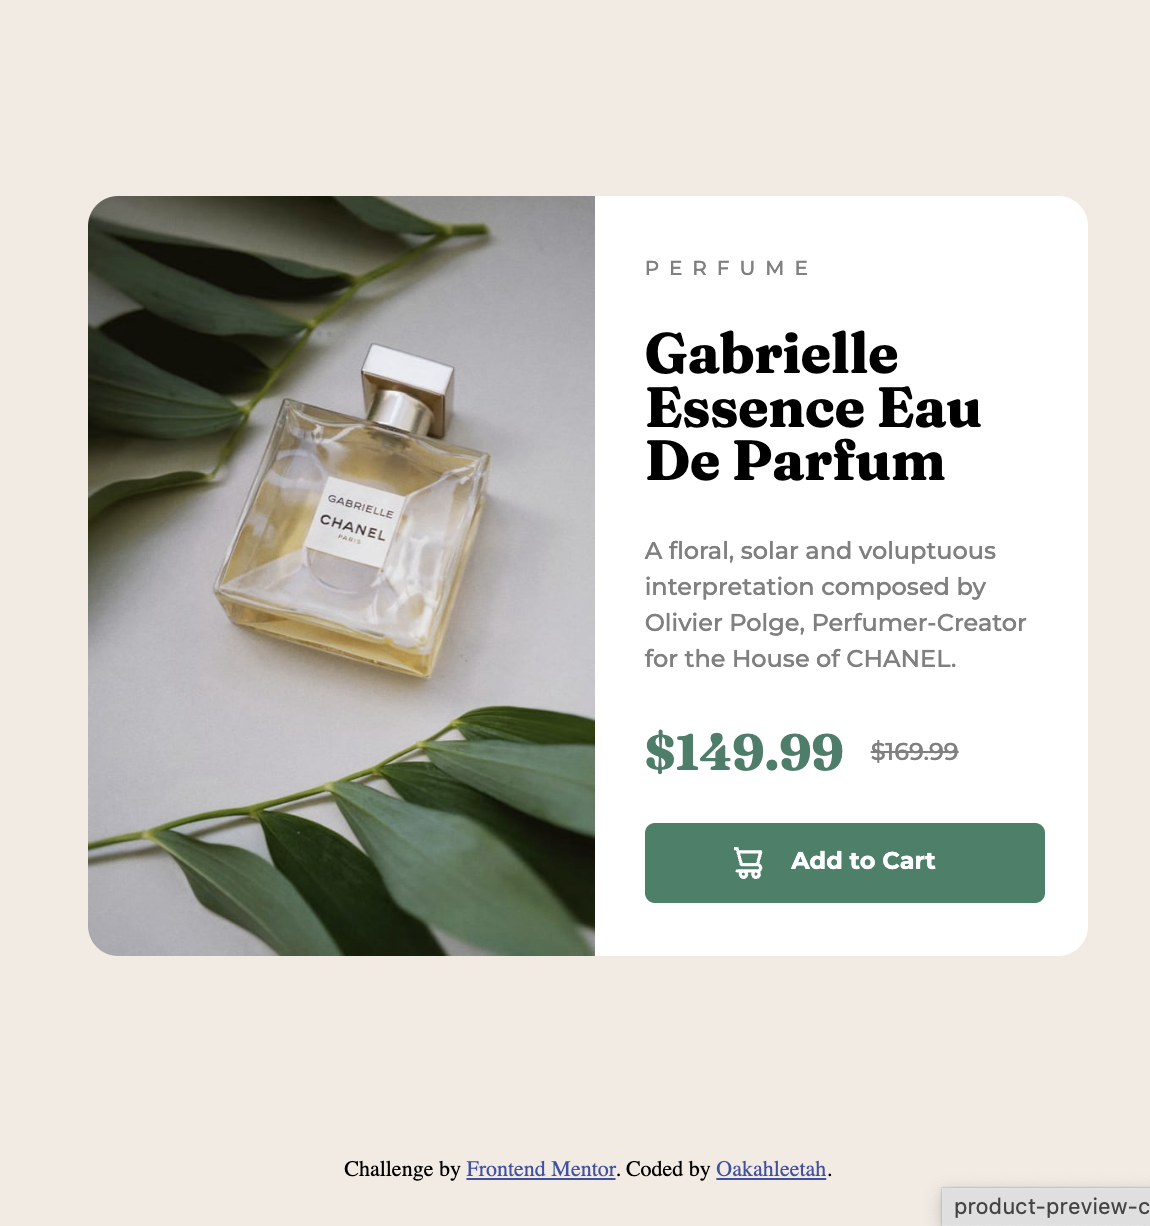 GABRIELLE
CHANEL
PARIS
PERFUME
Gabrielle
Essence Eau
De Parfum
A floral, solar and voluptuous
interpretation composed by
Olivier Polge, Perfumer-Creator
for the House of CHANEL.
$149.99 $169.99
Add to Cart
Challenge by Frontend Mentor. Coded by Oakahleetah.
product-preview-c